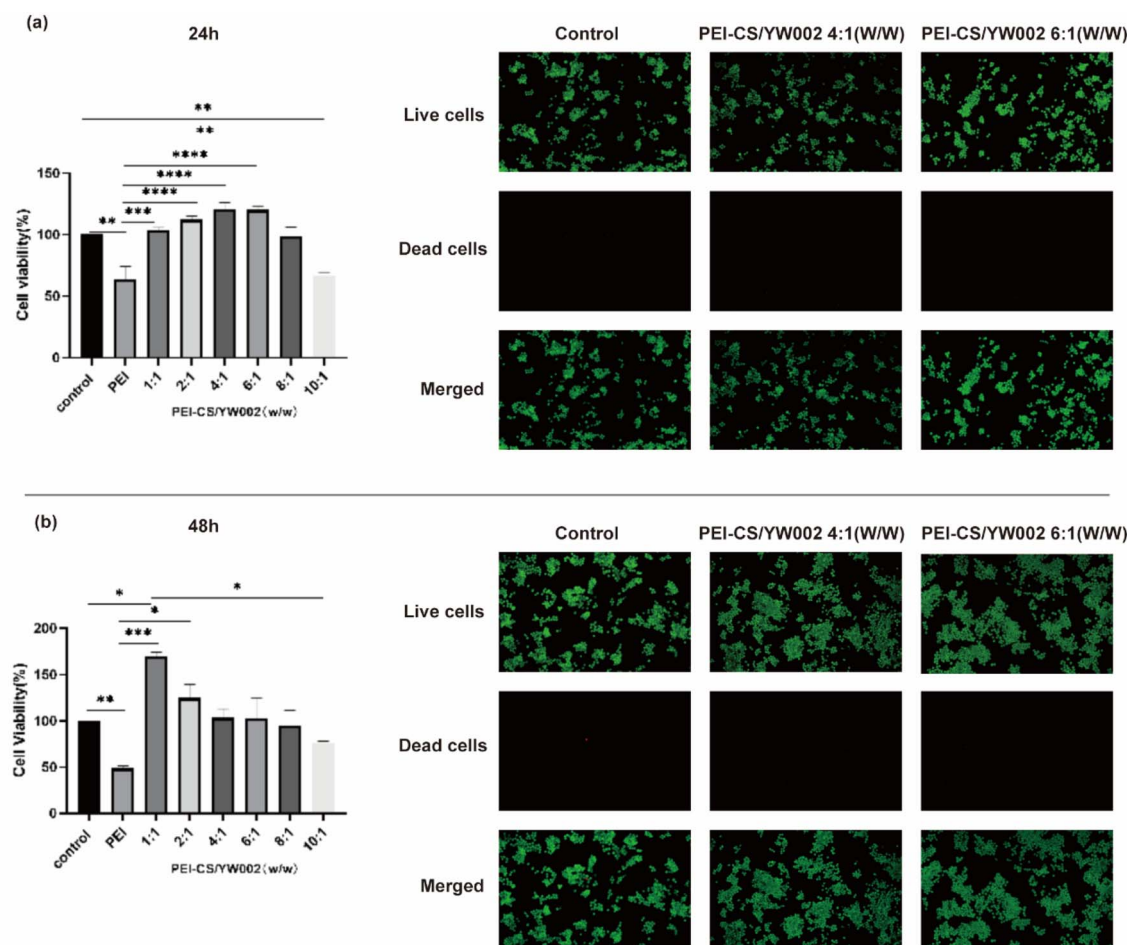 (a)
24h
**
**
****
****
****
***
**
150
100
50
0
Cell viability(%)
control
PEI
1:1
2:1
4:1
6:1
8:1
10:1
PEI-CS/YW002(w/w)
Control
PEI-CS/YW002 4:1(W/W)
PEI-CS/YW002 6:1(W/W)
Live cells
Dead cells
Merged
(b)
48h
*
*
*
***
**
200
150
100
50
0
Cell Viability(%)
control
PEI
1:1
2:1
4:1
6:1
8:1
10:1
PEI-CS/YW002(w/w)
Control
PEI-CS/YW002 4:1(W/W)
PEI-CS/YW002 6:1(W/W)
Live cells
Dead cells
Merged